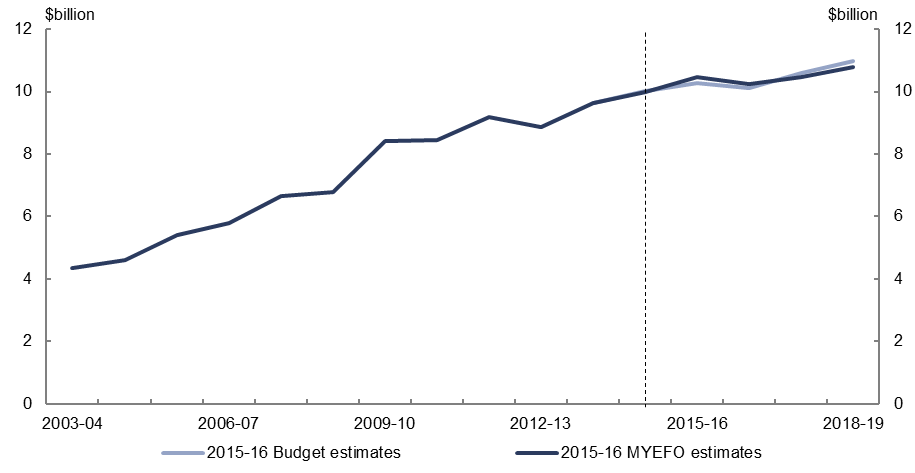 $billion $billion
12 12
10 10
8 8
6 6
4 4
2 2
0 0
2003-04 2006-07 2009-10 2012-13 2015-16 2018-19
2015-16 Budget estimates 2015-16 MYEFO estimates